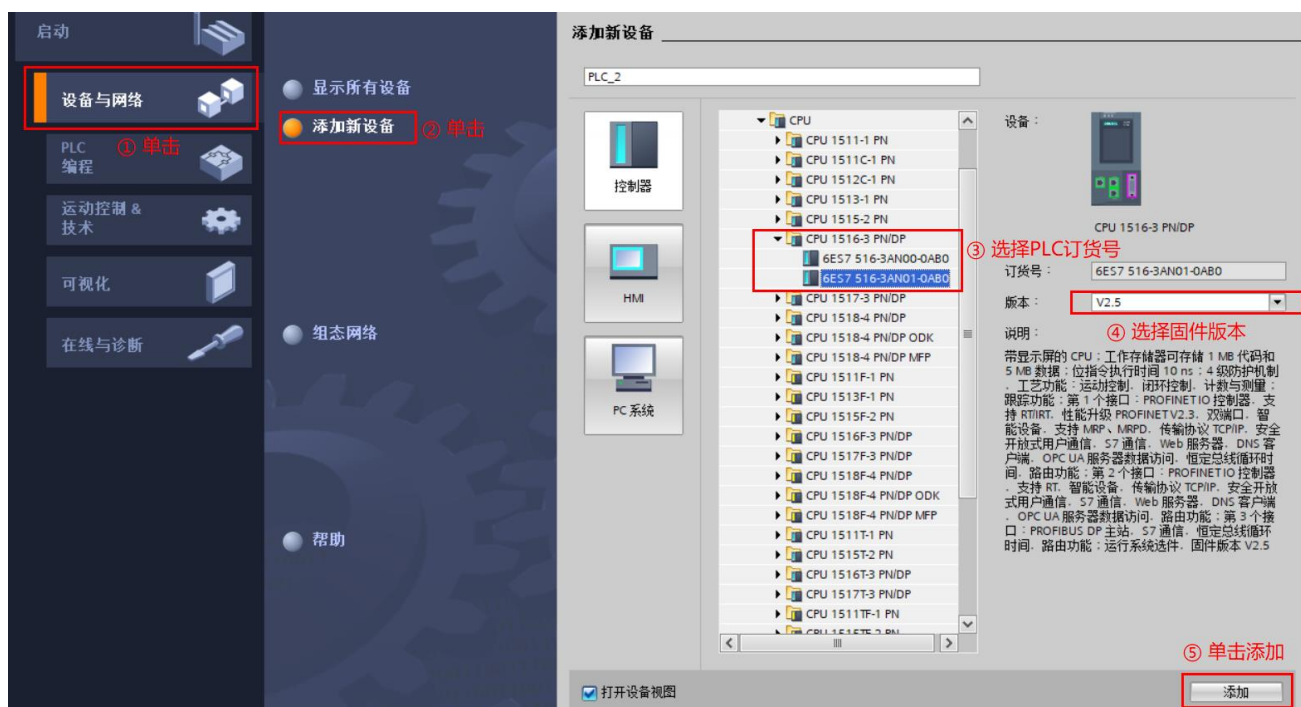 启动
设备与网络
① 单击
PLC
编程
运动控制 &
技术
可视化
在线与诊断
显示所有设备
添加新设备
② 单击
组态网络
帮助
添加新设备
PLC_2
控制器
HMI
PC 系统
CPU
CPU 1511-1 PN
CPU 1511C-1 PN
CPU 1512C-1 PN
CPU 1513-1 PN
CPU 1515-2 PN
CPU 1516-3 PN/DP
6ES7 516-3AN00-0AB0
6ES7 516-3AN01-0AB0
CPU 1517-3 PN/DP
CPU 1518-4 PN/DP
CPU 1518-4 PN/DP ODK
CPU 1518-4 PN/DP MFP
CPU 1511F-1 PN
CPU 1513F-1 PN
CPU 1515F-2 PN
CPU 1516F-3 PN/DP
CPU 1517F-3 PN/DP
CPU 1518F-4 PN/DP
CPU 1518F-4 PN/DP ODK
CPU 1518F-4 PN/DP MFP
CPU 1511T-1 PN
CPU 1515T-2 PN
CPU 1516T-3 PN/DP
CPU 1517T-3 PN/DP
CPU 1511TF-1 PN
CPU 1515TF-2 PN
③ 选择PLC订货号
设备：
CPU 1516-3 PN/DP
订货号：
6ES7 516-3AN01-0AB0
版本：
V2.5
④ 选择固件版本
说明：
带显示屏的 CPU；工作存储器可存储 1 MB 代码和
5 MB 数据；位指令执行时间 10 ns；4 级防护机制
，工艺功能：运动控制，闭环控制，计数与测量；
跟踪功能；第 1 个接口：PROFINET IO 控制器，支
持 RT/IRT，性能升级 PROFINET V2.3，双端口，智
能设备，支持 MRP、MRPD，传输协议 TCP/IP，安全
开放式用户通信，S7 通信，Web 服务器，DNS 客
户端，OPC UA 服务器数据访问，恒定总线循环时
间，路由功能；第 2 个接口：PROFINET IO 控制器
，支持 RT，智能设备，传输协议 TCP/IP，安全开放
式用户通信，S7 通信，Web 服务器，DNS 客户端
，OPC UA 服务器数据访问，路由功能；第 3 个接
口：PROFIBUS DP 主站，S7 通信，恒定总线循环
时间，路由功能；运行系统选件，固件版本 V2.5
⑤ 单击添加
打开设备视图
添加